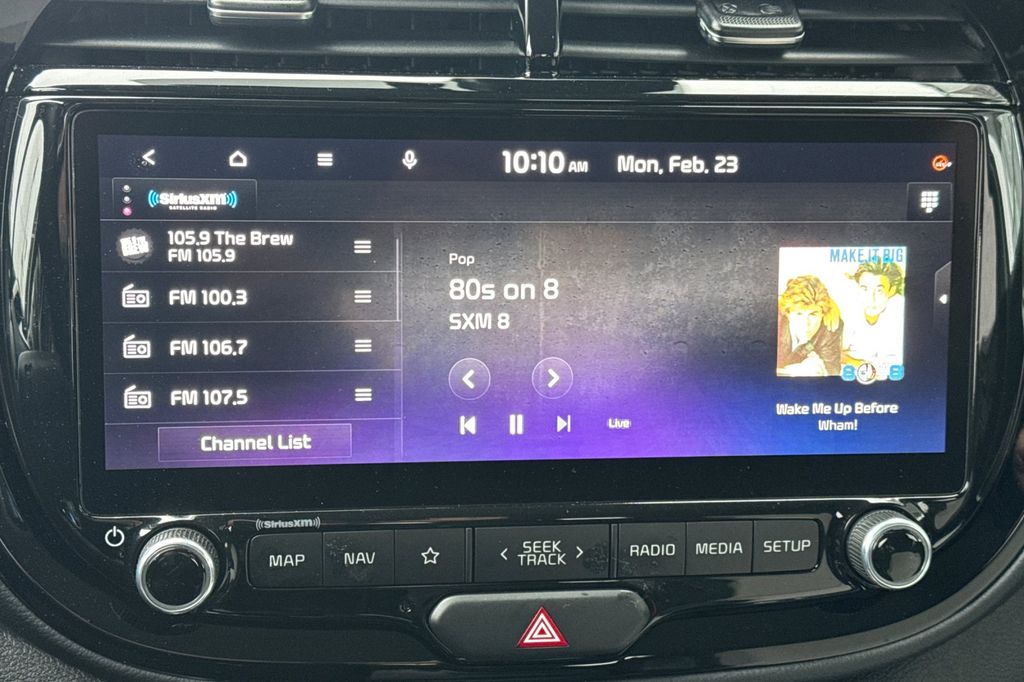 10:10 AM Mon, Feb. 23
SiriusXM
SATELLITE RADIO
105.9 The Brew
FM 105.9
FM 100.3
FM 106.7
FM 107.5
Channel List
Pop
80s on 8
SXM 8
Live
MAKE IT BIG
8 8
Wake Me Up Before
Wham!
SiriusXM
MAP
NAV
SEEK
TRACK
RADIO
MEDIA
SETUP